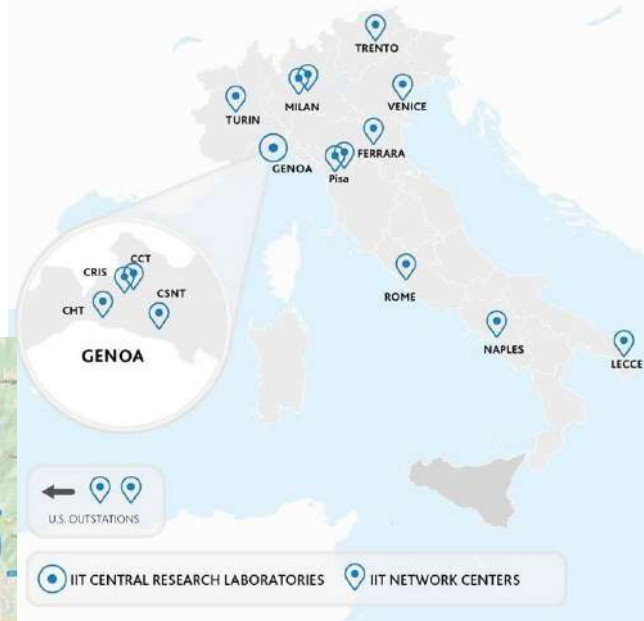 TRENTO
MILAN
VENICE
TURIN
FERRARA
GENOA
Pisa
CCT
CRIS
CSNT
CHT
GENOA
ROME
NAPLES
LECCE
U.S. OUTSTATIONS
IIT CENTRAL RESEARCH LABORATORIES
IIT NETWORK CENTERS